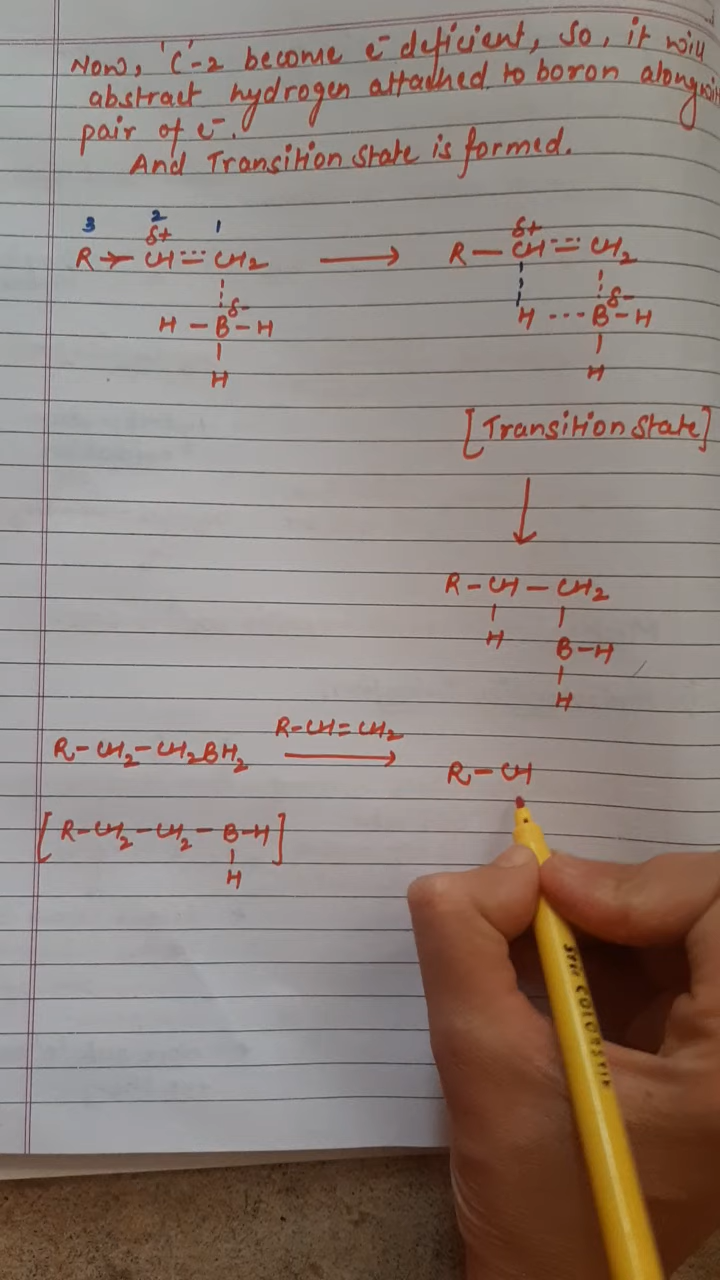 Now, 'C'-2 become e⁻ deficient, so, it will
abstract hydrogen attached to boron along with
pair of e⁻.
And Transition State is formed.
3 2 1
δ+ δ+
R → CH ::: CH₂ ⟶ R — CH ::: CH₂
δ- δ-
H — B — H H --- B — H
H H
[Transition State]
↓
R — CH — CH₂
H B — H
H
R-CH=CH₂
R-CH₂-CH₂BH₂ ⟶ R — CH
[R-CH₂-CH₂-B-H]
H
STIC COLORSTIX